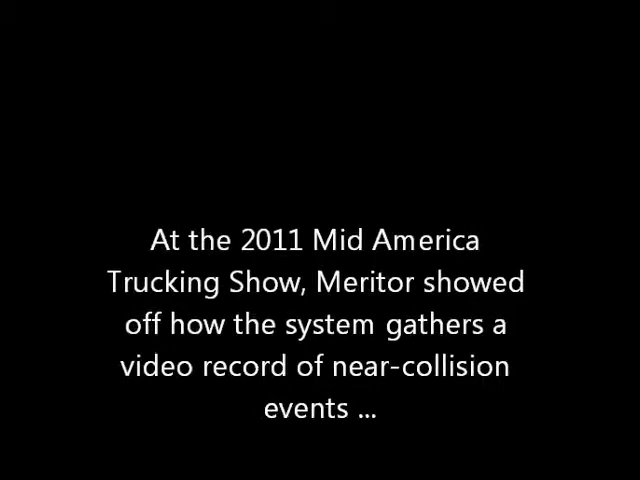 At the 2011 Mid America
Trucking Show, Meritor showed
off how the system gathers a
video record of near-collision
events ...